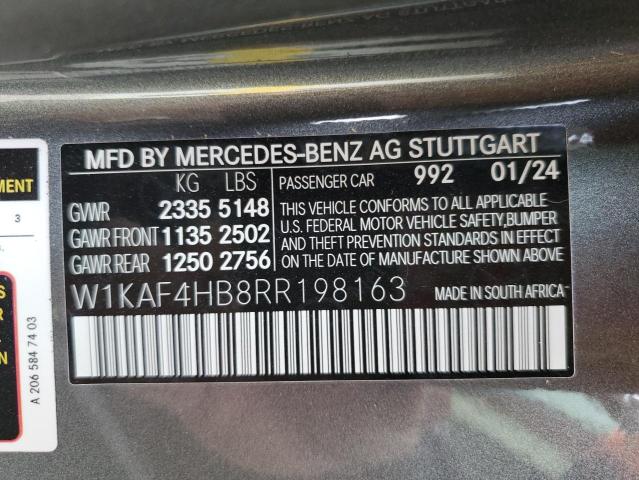 MFD BY MERCEDES-BENZ AG STUTTGART
KG LBS
PASSENGER CAR 992 01/24
GWR 2335 5148
GAWR FRONT 1135 2502
GAWR REAR 1250 2756
THIS VEHICLE CONFORMS TO ALL APPLICABLE
U.S. FEDERAL MOTOR VEHICLE SAFETY,BUMPER
AND THEFT PREVENTION STANDARDS IN EFFECT
ON THE DATE OF MANUFACTURE SHOWN ABOVE
W1KAF4HB8RR198163
MADE IN SOUTH AFRICA
MENT
3
S
R
IN
A 206 584 74 03